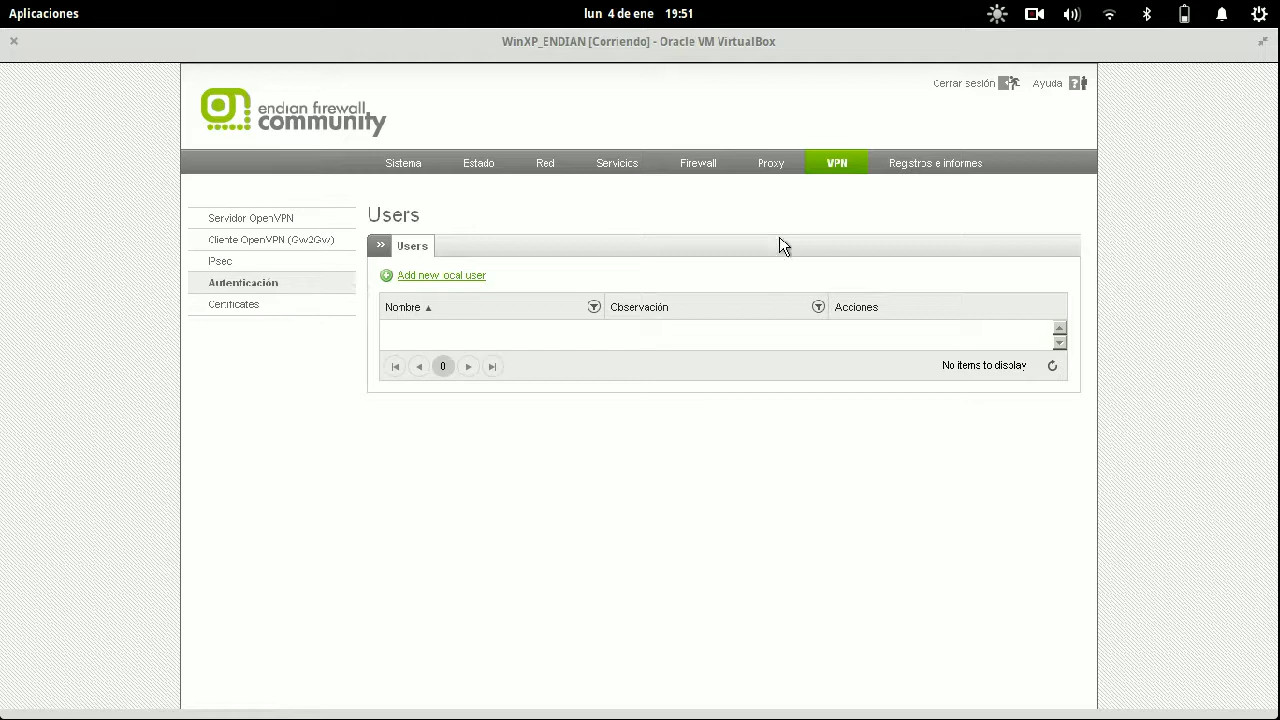 Aplicaciones
lun 4 de ene 19:51
WinXP_ENDIAN [Corriendo] - Oracle VM VirtualBox
Cerrar sesión
Ayuda
endian firewall
community
Sistema
Estado
Red
Servicios
Firewall
Proxy
VPN
Registros e informes
Servidor OpenVPN
Cliente OpenVPN (Gw2Gw)
IPsec
Autenticación
Certificates
Users
» Users
Add new local user
Nombre ▲
Observación
Acciones
0
No items to display